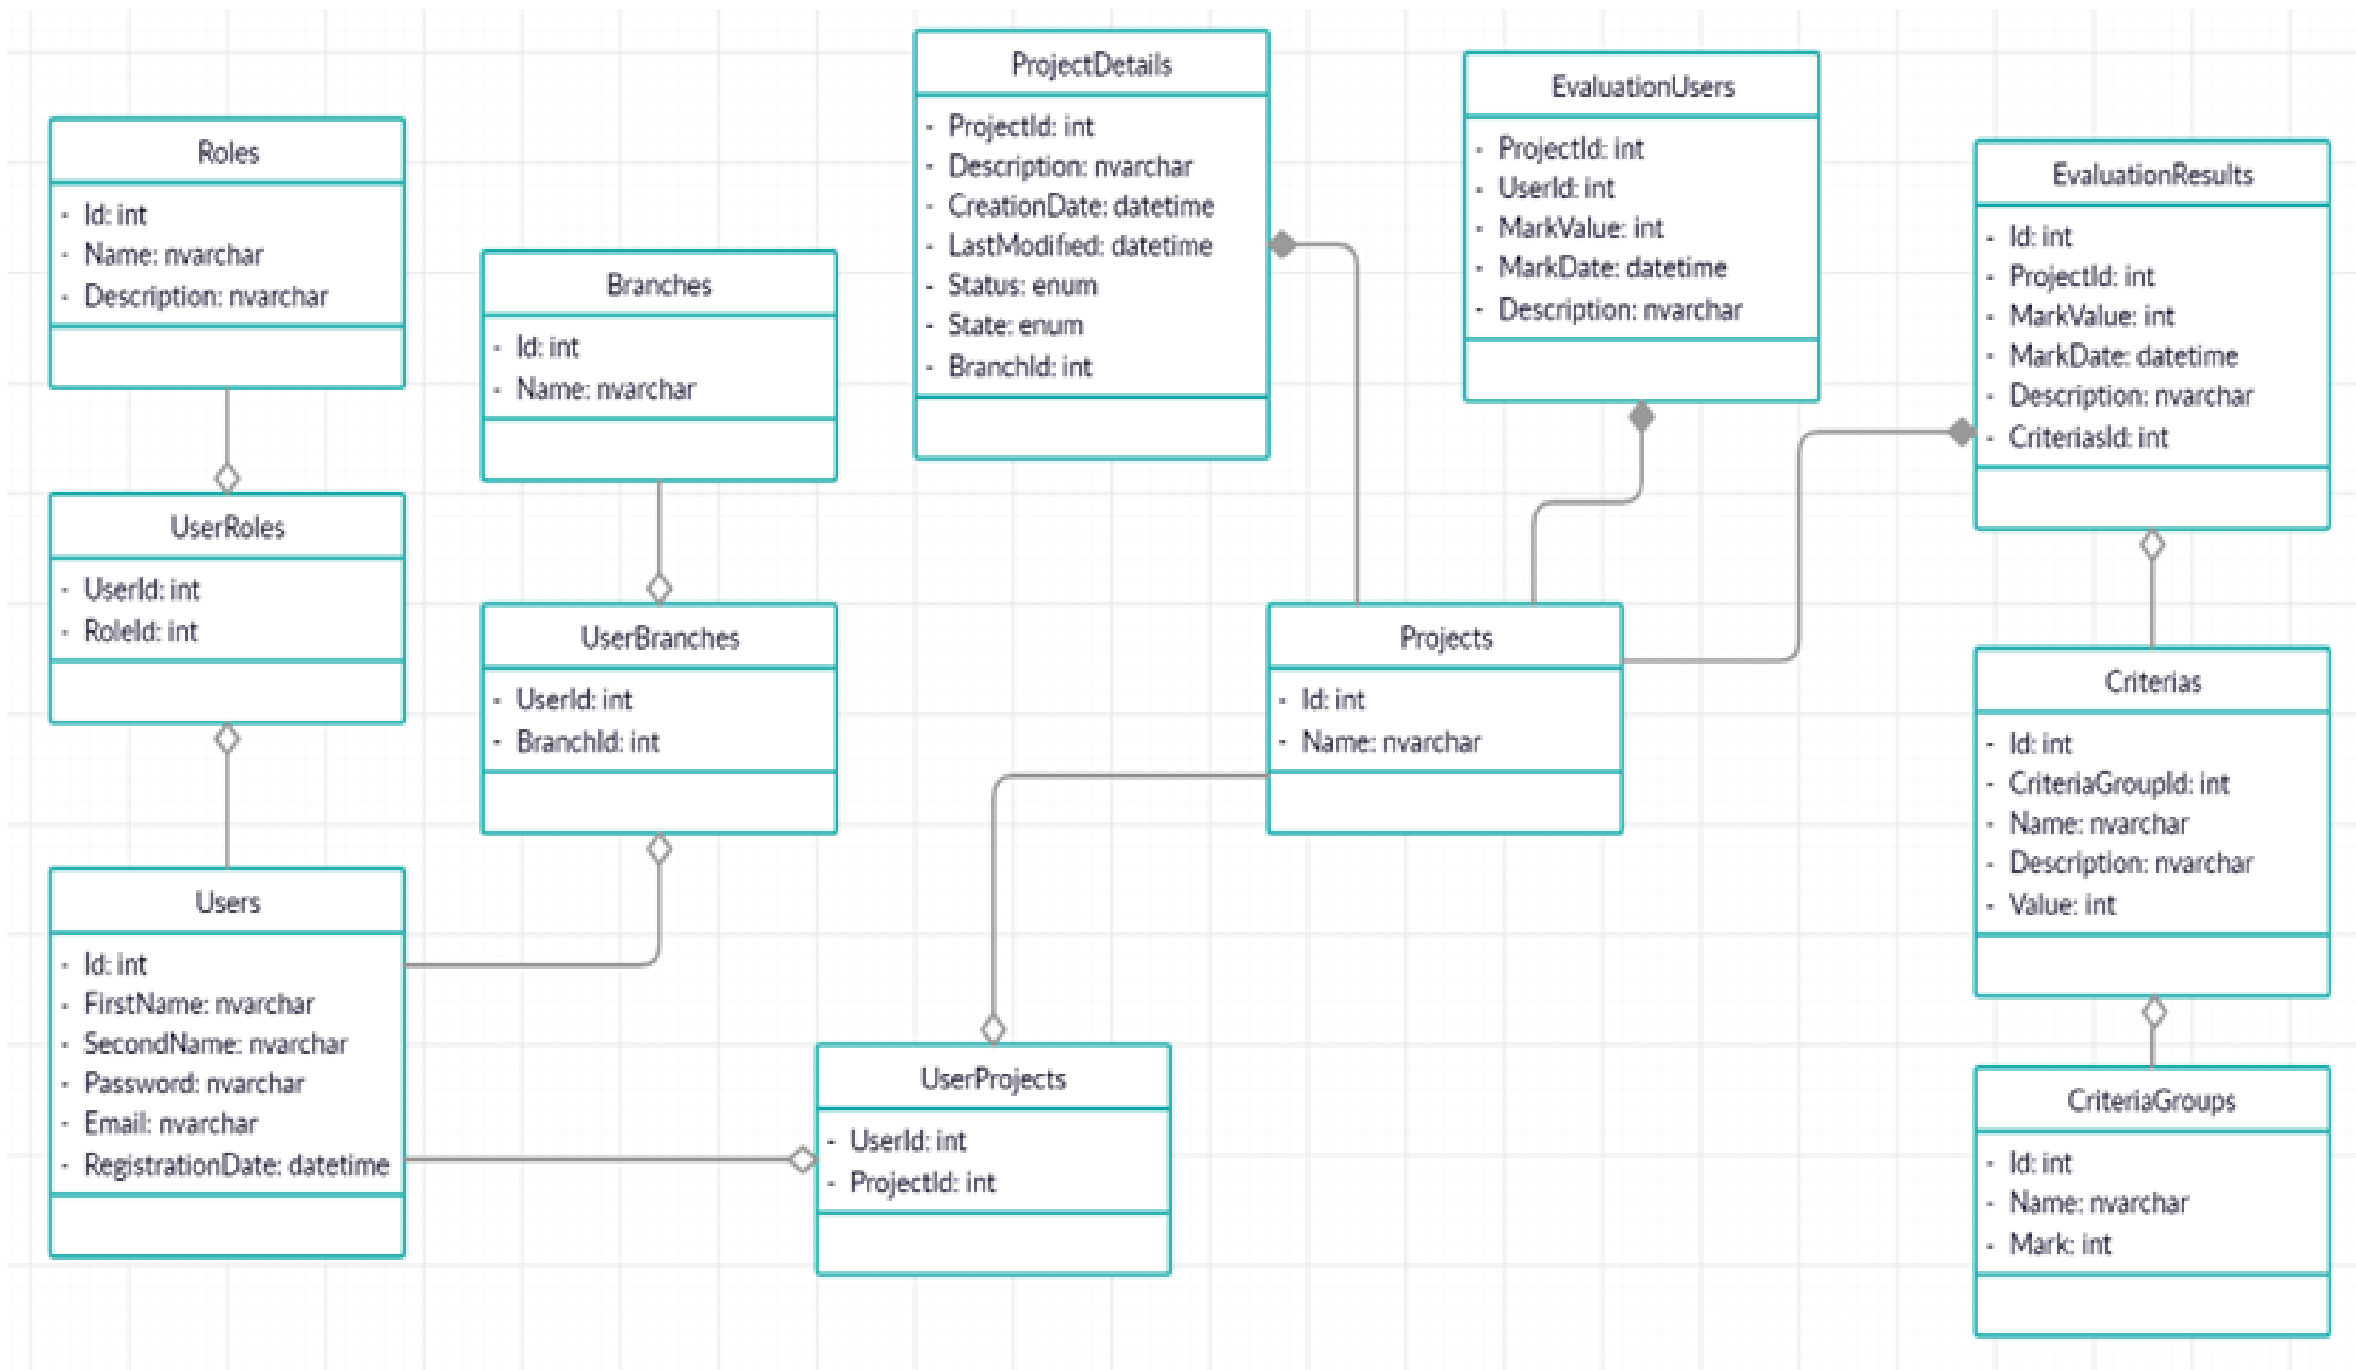 Roles
- Id: int
- Name: nvarchar
- Description: nvarchar
UserRoles
- UserId: int
- RoleId: int
Users
- Id: int
- FirstName: nvarchar
- SecondName: nvarchar
- Password: nvarchar
- Email: nvarchar
- RegistrationDate: datetime
Branches
- Id: int
- Name: nvarchar
UserBranches
- UserId: int
- BranchId: int
ProjectDetails
- ProjectId: int
- Description: nvarchar
- CreationDate: datetime
- LastModified: datetime
- Status: enum
- State: enum
- BranchId: int
UserProjects
- UserId: int
- ProjectId: int
EvaluationUsers
- ProjectId: int
- UserId: int
- MarkValue: int
- MarkDate: datetime
- Description: nvarchar
Projects
- Id: int
- Name: nvarchar
EvaluationResults
- Id: int
- ProjectId: int
- MarkValue: int
- MarkDate: datetime
- Description: nvarchar
- CriteriasId: int
Criterias
- Id: int
- CriteriaGroupId: int
- Name: nvarchar
- Description: nvarchar
- Value: int
CriteriaGroups
- Id: int
- Name: nvarchar
- Mark: int